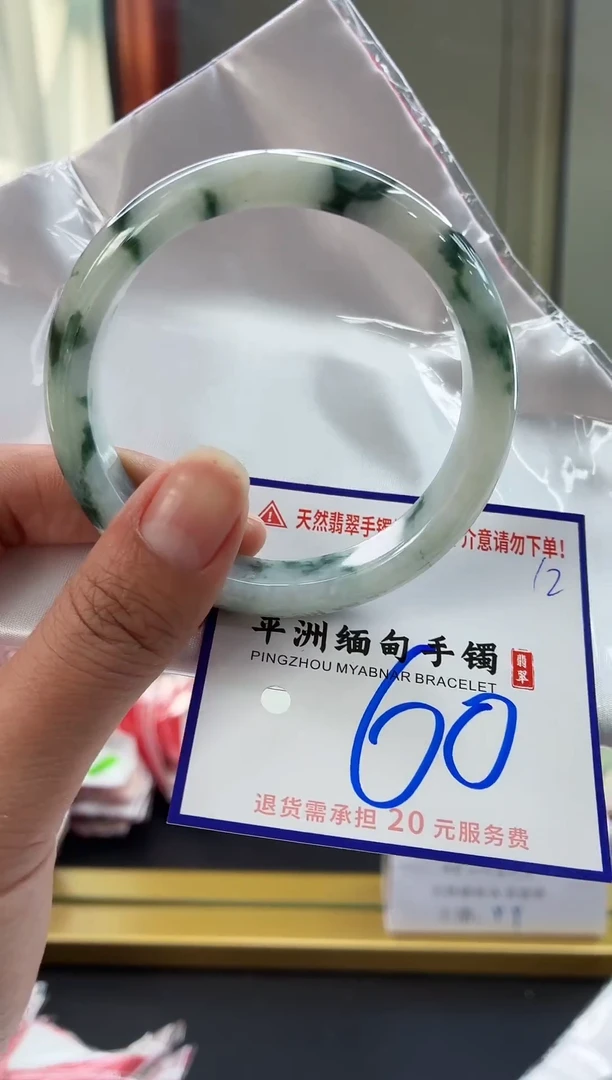 天然翡翠手镯 介意请勿下单!
12
平洲缅甸手镯
翡翠
PINGZHOU MYABNAR BRACELET
60
退货需承担 20 元服务费